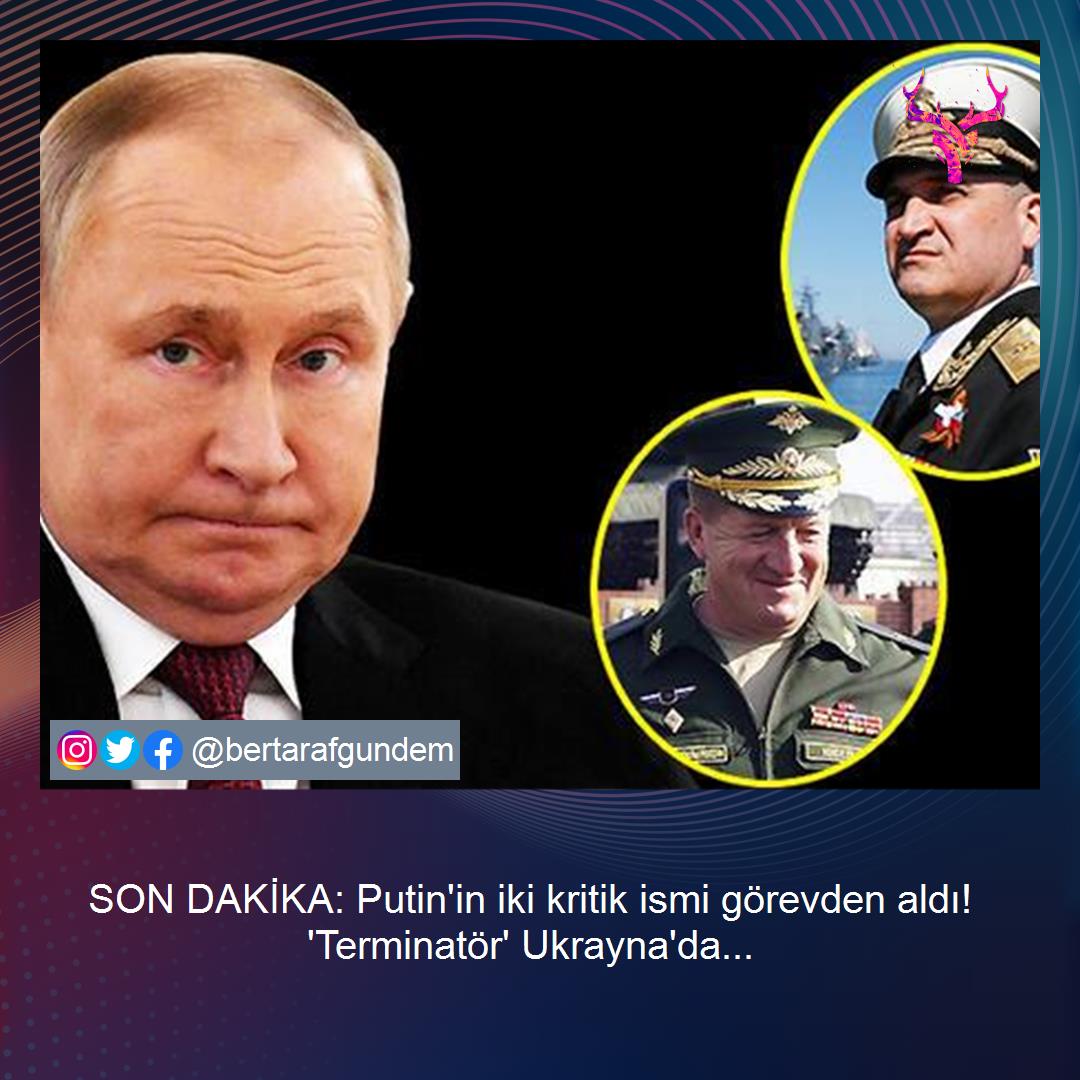 @bertarafgundem
SON DAKİKA: Putin'in iki kritik ismi görevden aldı!
'Terminatör' Ukrayna'da...